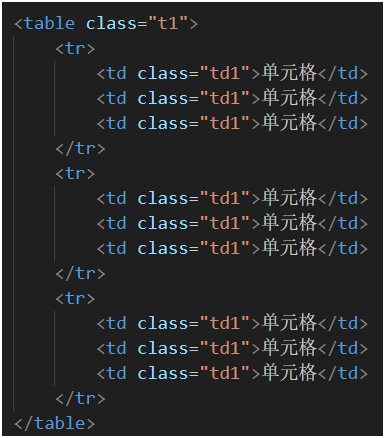 <table class="t1">
    <tr>
        <td class="td1">单元格</td>
        <td class="td1">单元格</td>
        <td class="td1">单元格</td>
    </tr>
    <tr>
        <td class="td1">单元格</td>
        <td class="td1">单元格</td>
        <td class="td1">单元格</td>
    </tr>
    <tr>
        <td class="td1">单元格</td>
        <td class="td1">单元格</td>
        <td class="td1">单元格</td>
    </tr>
</table>